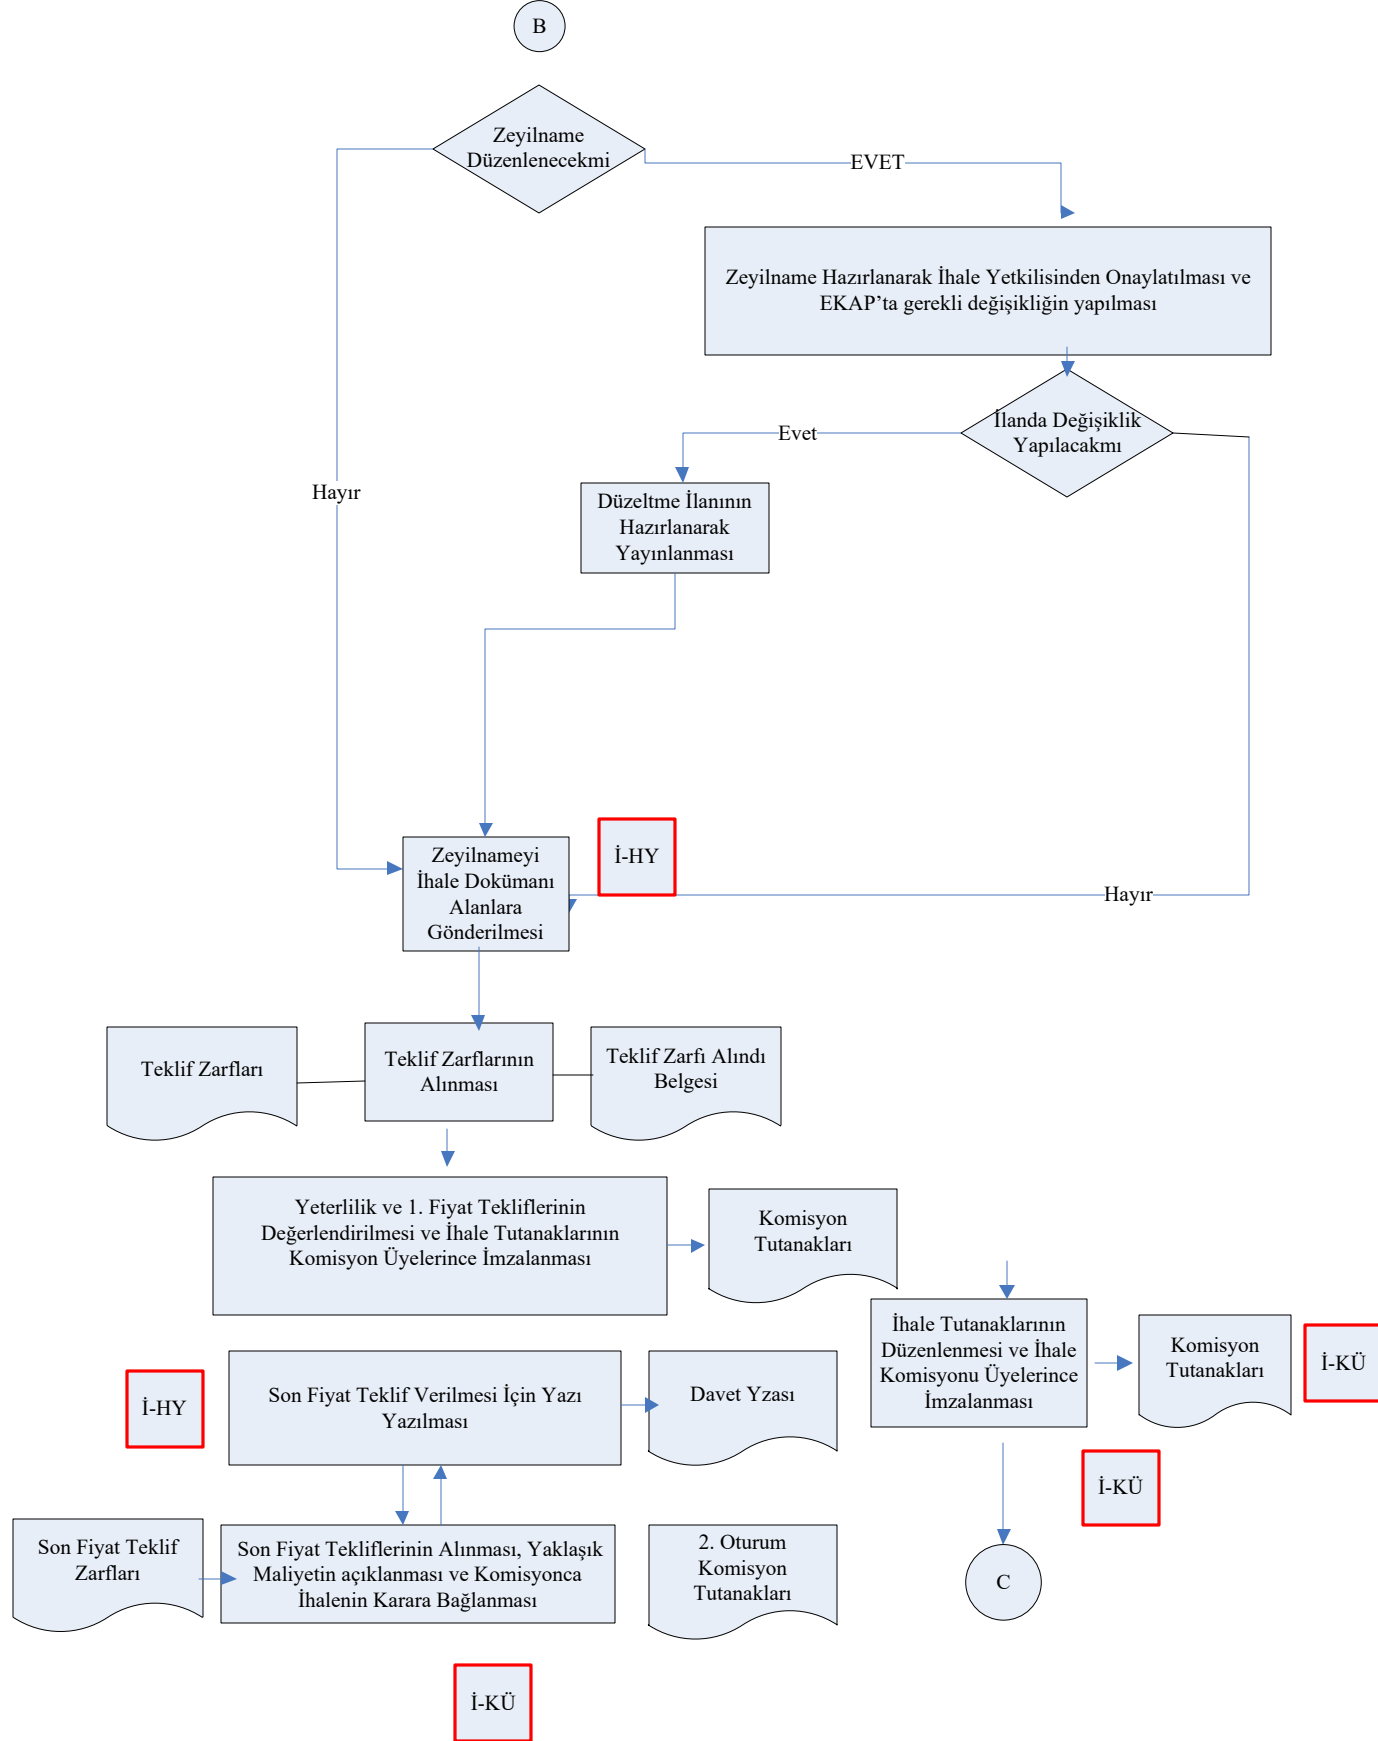 B
Zeyilname
Düzenlenecekmi
EVET
Zeyilname Hazırlanarak İhale Yetkilisinden Onaylatılması ve
EKAP’ta gerekli değişikliğin yapılması
İlanda Değişiklik
Yapılacakmı
Evet
Hayır
Düzeltme İlanının
Hazırlanarak
Yayınlanması
Zeyilnameyi
İhale Dokümanı
Alanlara
Gönderilmesi
İ-HY
Hayır
Teklif Zarfları
Teklif Zarflarının
Alınması
Teklif Zarfı Alındı
Belgesi
Yeterlilik ve 1. Fiyat Tekliflerinin
Değerlendirilmesi ve İhale Tutanaklarının
Komisyon Üyelerince İmzalanması
Komisyon
Tutanakları
İhale Tutanaklarının
Düzenlenmesi ve İhale
Komisyonu Üyelerince
İmzalanması
Komisyon
Tutanakları
İ-KÜ
İ-HY
Son Fiyat Teklif Verilmesi İçin Yazı
Yazılması
Davet Yzası
İ-KÜ
Son Fiyat Teklif
Zarfları
Son Fiyat Tekliflerinin Alınması, Yaklaşık
Maliyetin açıklanması ve Komisyonca
İhalenin Karara Bağlanması
2. Oturum
Komisyon
Tutanakları
C
İ-KÜ